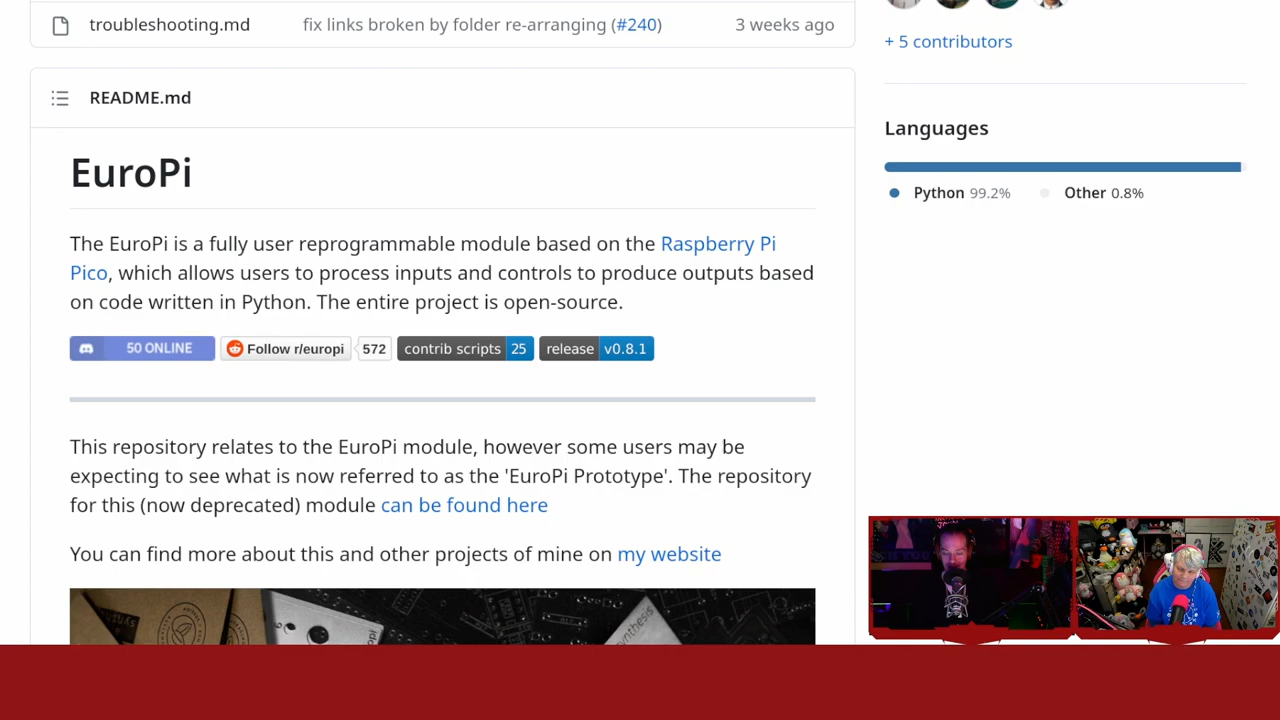 troubleshooting.md fix links broken by folder re-arranging (#240) 3 weeks ago
+ 5 contributors
README.md
Languages
Python 99.2% Other 0.8%
EuroPi
The EuroPi is a fully user reprogrammable module based on the Raspberry Pi
Pico, which allows users to process inputs and controls to produce outputs based
on code written in Python. The entire project is open-source.
50 ONLINE Follow r/europi 572 contrib scripts 25 release v0.8.1
This repository relates to the EuroPi module, however some users may be
expecting to see what is now referred to as the 'EuroPi Prototype'. The repository
for this (now deprecated) module can be found here
You can find more about this and other projects of mine on my website